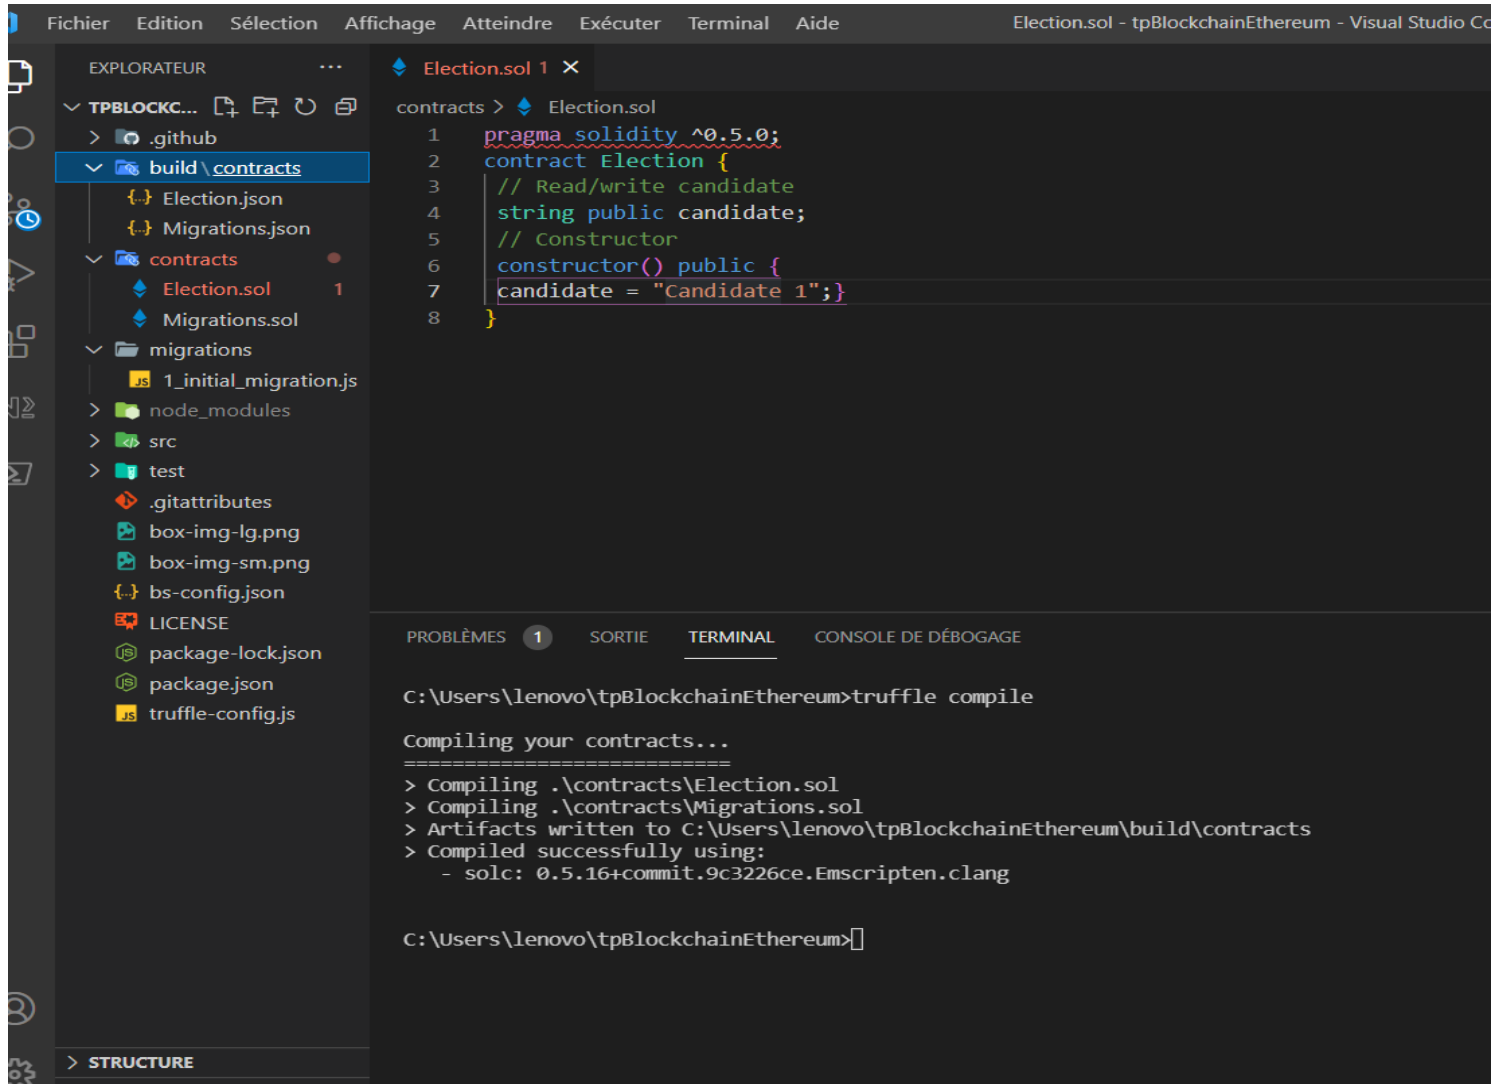 Fichier Edition Sélection Affichage Atteindre Exécuter Terminal Aide Election.sol - tpBlockchainEthereum - Visual Studio Co
EXPLORATEUR ···
TPBLOCKC...
.github
build \ contracts
{..} Election.json
{..} Migrations.json
contracts
Election.sol 1
Migrations.sol
migrations
JS 1_initial_migration.js
node_modules
src
test
.gitattributes
box-img-lg.png
box-img-sm.png
{..} bs-config.json
LICENSE
package-lock.json
package.json
JS truffle-config.js
STRUCTURE
Election.sol 1 ×
contracts > Election.sol
1 pragma solidity ^0.5.0;
2 contract Election {
3 // Read/write candidate
4 string public candidate;
5 // Constructor
6 constructor() public {
7 candidate = "Candidate 1";}
8 }
PROBLÈMES 1 SORTIE TERMINAL CONSOLE DE DÉBOGAGE
C:\Users\lenovo\tpBlockchainEthereum>truffle compile
Compiling your contracts...
===========================
> Compiling .\contracts\Election.sol
> Compiling .\contracts\Migrations.sol
> Artifacts written to C:\Users\lenovo\tpBlockchainEthereum\build\contracts
> Compiled successfully using:
- solc: 0.5.16+commit.9c3226ce.Emscripten.clang
C:\Users\lenovo\tpBlockchainEthereum>